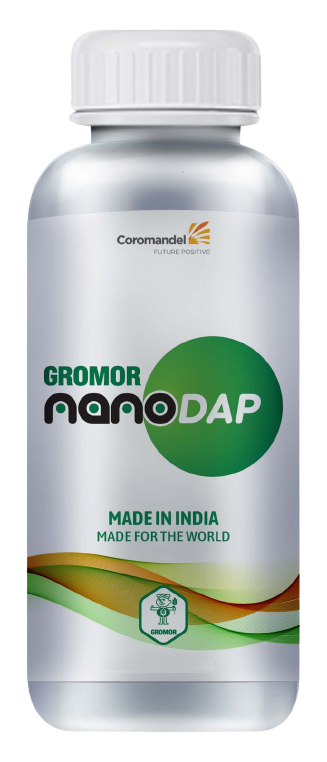 Coromandel
FUTURE POSITIVE
GROMOR
nanoDAP
MADE IN INDIA
MADE FOR THE WORLD
GROMOR